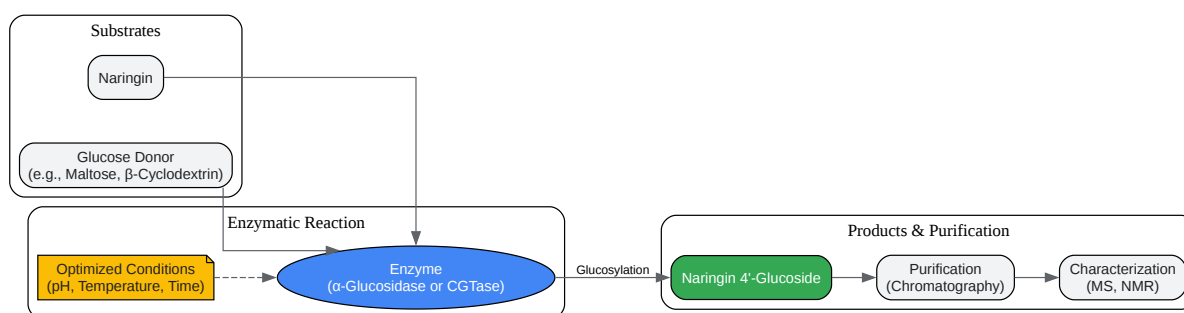 Substrates
Naringin
Glucose Donor
(e.g., Maltose, β-Cyclodextrin)
Enzymatic Reaction
Optimized Conditions
(pH, Temperature, Time)
Enzyme
(α-Glucosidase or CGTase)
Glucosylation
Products & Purification
Naringin 4'-Glucoside
Purification
(Chromatography)
Characterization
(MS, NMR)